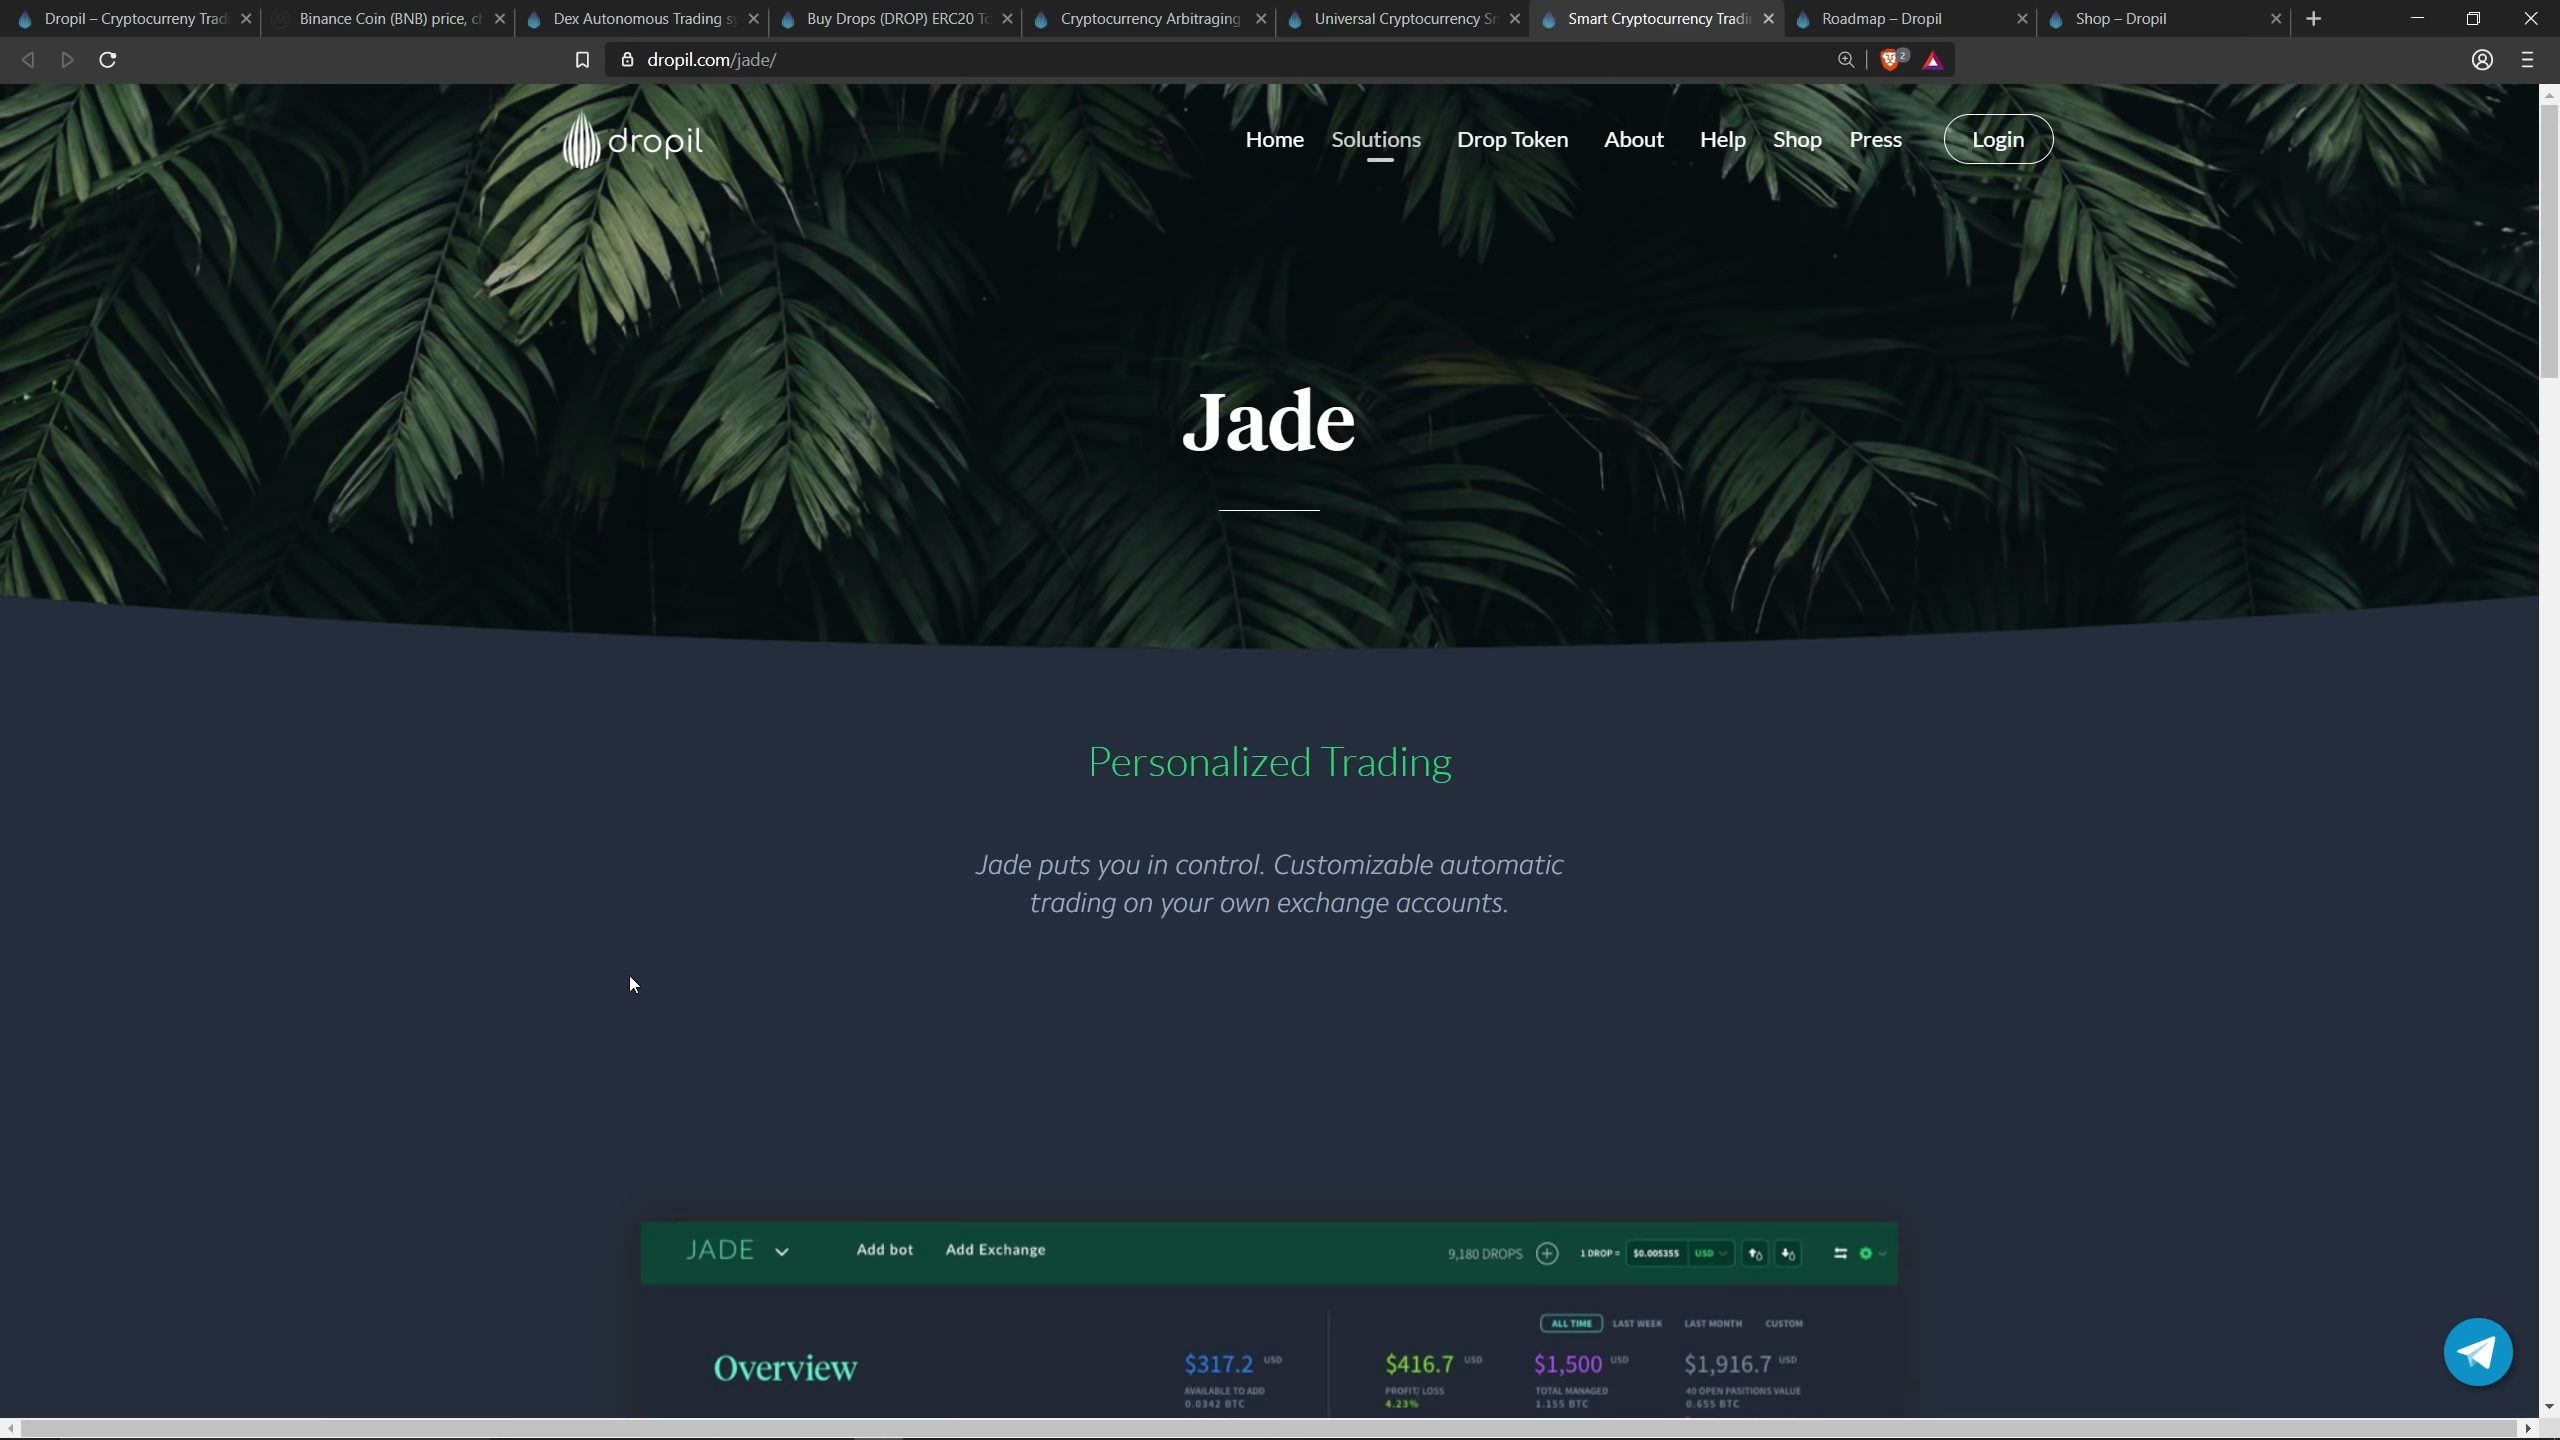 Dropil – Cryptocurreny Tradi
Binance Coin (BNB) price, c
Dex Autonomous Trading s
Buy Drops (DROP) ERC20 To
Cryptocurrency Arbitraging
Universal Cryptocurrency Sr
Smart Cryptocurrency Tradi
Roadmap – Dropil
Shop – Dropil
dropil.com/jade/
2
dropil
Home
Solutions
Drop Token
About
Help
Shop
Press
Login
Jade
Personalized Trading
Jade puts you in control. Customizable automatic
trading on your own exchange accounts.
JADE
Add bot
Add Exchange
9,180 DROPS
1 DROP =
$0.005355
USD
ALL TIME
LAST WEEK
LAST MONTH
CUSTOM
Overview
$317.2 USD
$416.7 USD
$1,500 USD
$1,916.7 USD
AVAILABLE TO ADD
PROFIT/ LOSS
TOTAL MANAGED
40 OPEN PASITIONS VALUE
0.0342 BTC
4.23%
1.155 BTC
0.655 BTC